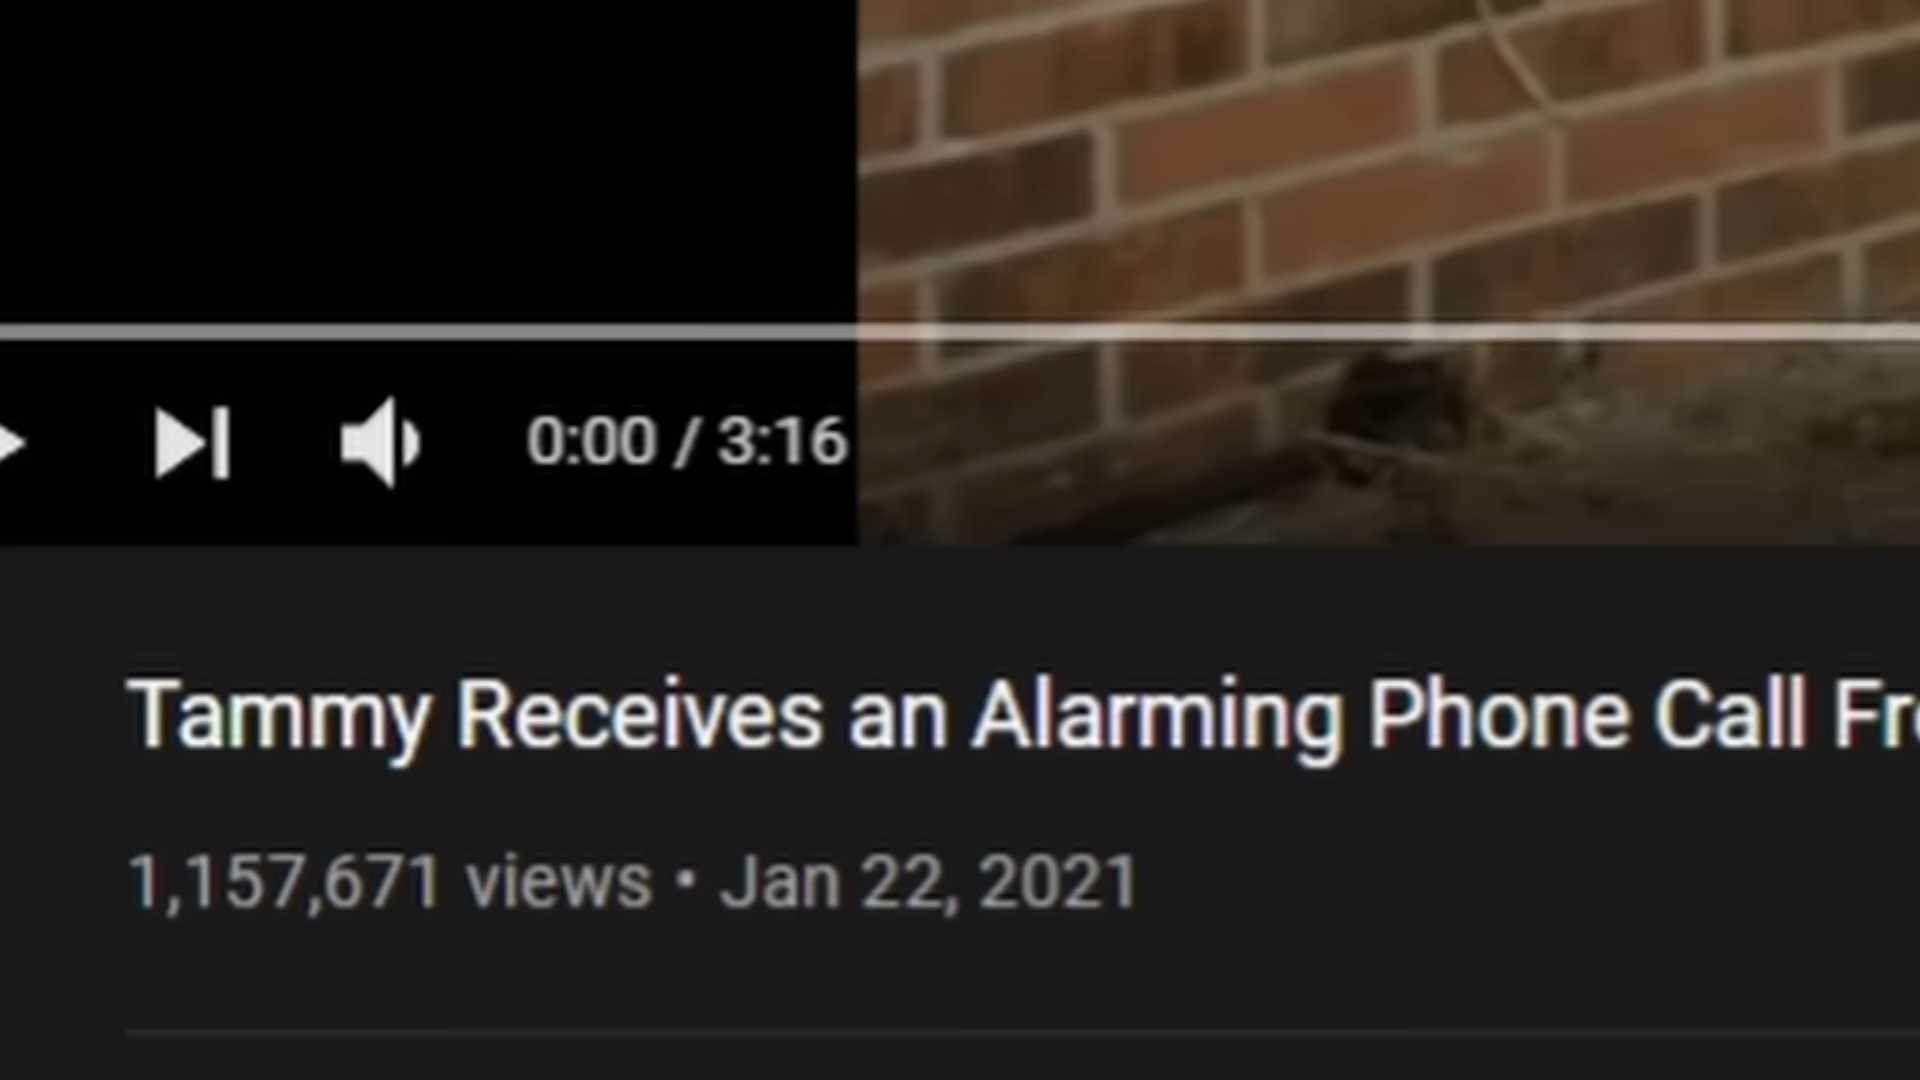 0:00 / 3:16
Tammy Receives an Alarming Phone Call
1,157,671 views • Jan 22, 2021